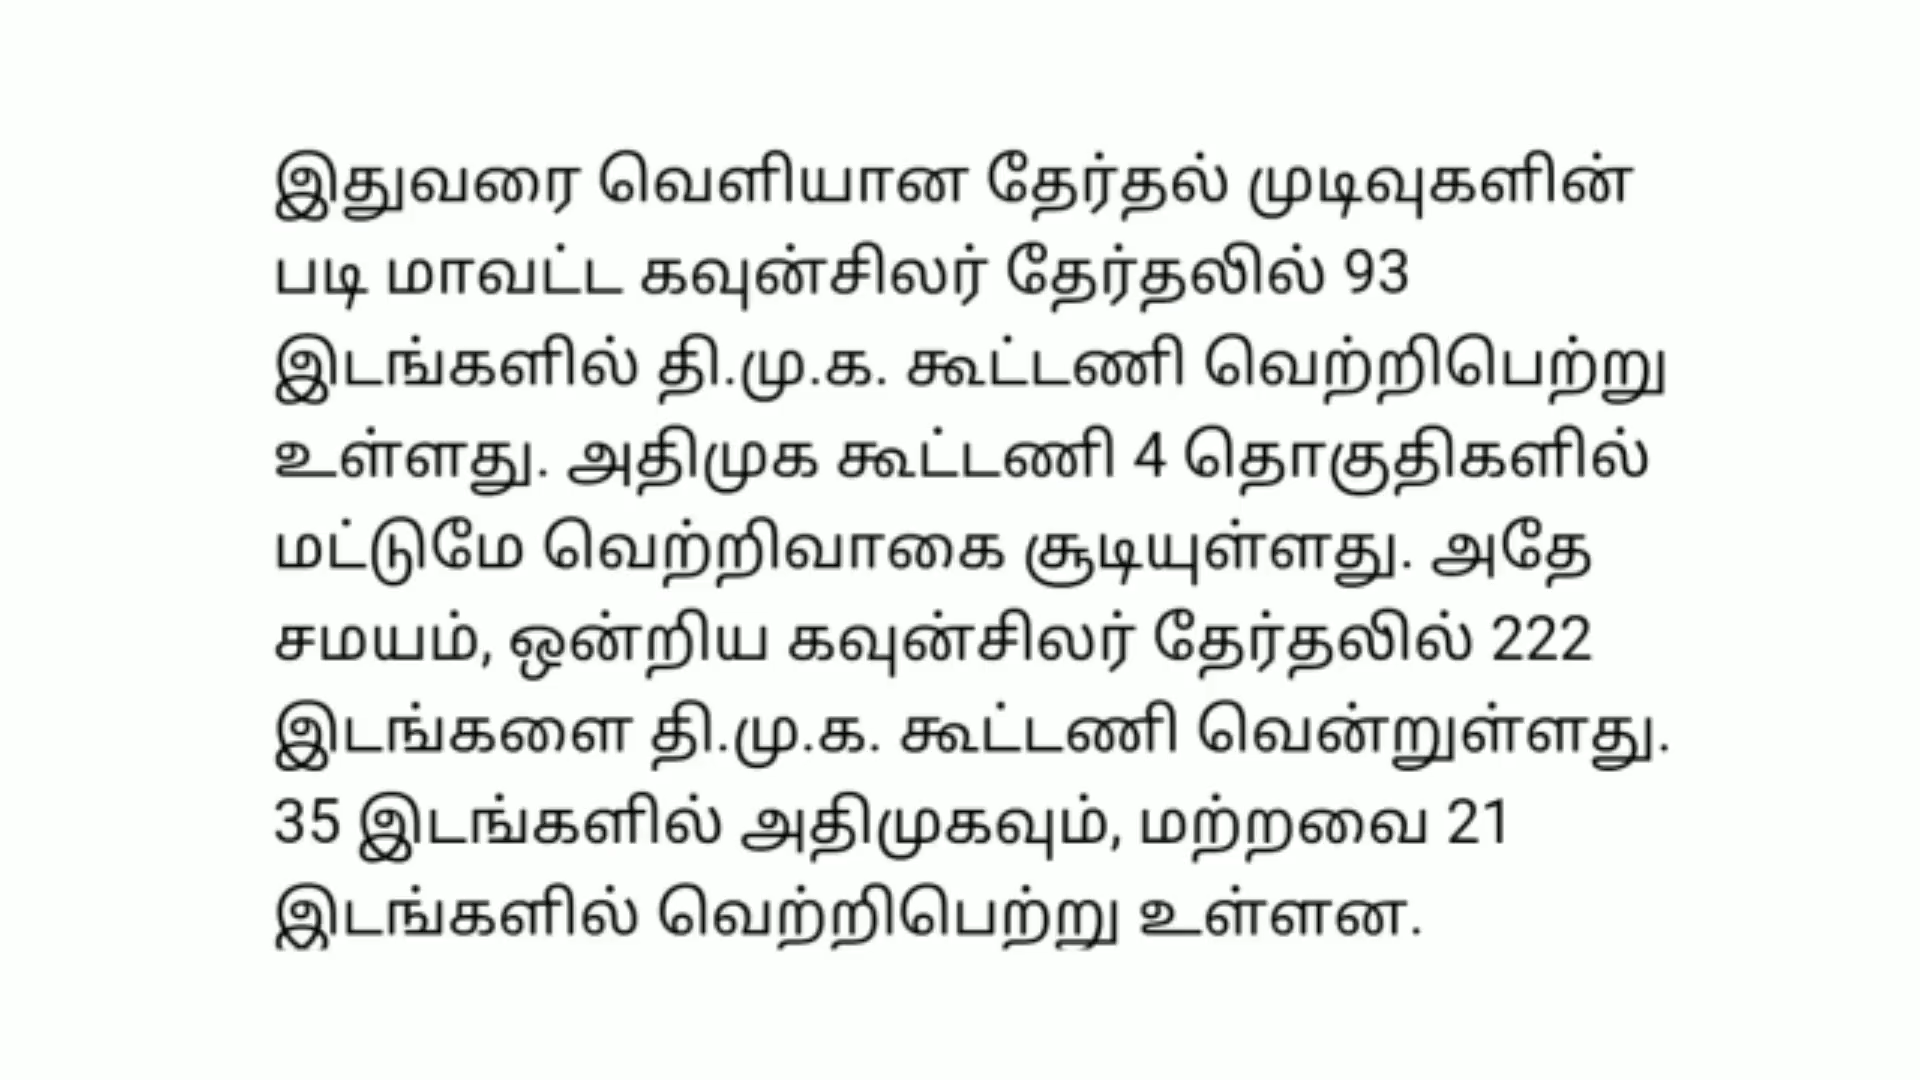 இதுவரை வெளியான தேர்தல் முடிவுகளின்
படி மாவட்ட கவுன்சிலர் தேர்தலில் 93
இடங்களில் தி.மு.க. கூட்டணி வெற்றிபெற்று
உள்ளது. அதிமுக கூட்டணி 4 தொகுதிகளில்
மட்டுமே வெற்றிவாகை சூடியுள்ளது. அதே
சமயம், ஒன்றிய கவுன்சிலர் தேர்தலில் 222
இடங்களை தி.மு.க. கூட்டணி வென்றுள்ளது.
35 இடங்களில் அதிமுகவும், மற்றவை 21
இடங்களில் வெற்றிபெற்று உள்ளன.